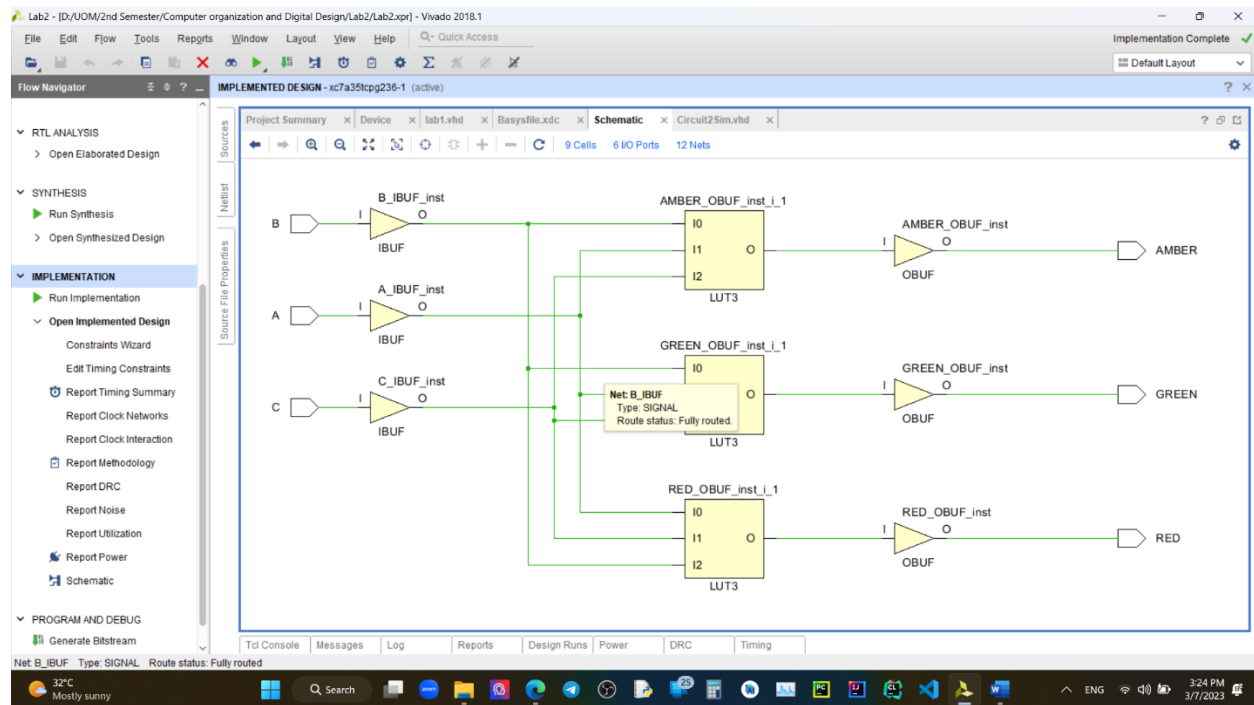 Lab2 - [D:/UOM/2nd Semester/Computer organization and Digital Design/Lab2/Lab2.xpr] - Vivado 2018.1
File Edit Flow Tools Reports Window Layout View Help Q- Quick Access
Implementation Complete
Default Layout
Flow Navigator
IMPLEMENTED DESIGN - xc7a35tcpg236-1 (active)
RTL ANALYSIS
Open Elaborated Design
SYNTHESIS
Run Synthesis
Open Synthesized Design
IMPLEMENTATION
Run Implementation
Open Implemented Design
Constraints Wizard
Edit Timing Constraints
Report Timing Summary
Report Clock Networks
Report Clock Interaction
Report Methodology
Report DRC
Report Noise
Report Utilization
Report Power
Schematic
PROGRAM AND DEBUG
Generate Bitstream
Sources
Netlist
Source File Properties
Project Summary Device lab1.vhd Basysfile.xdc Schematic Circuit2Sim.vhd
9 Cells 6 I/O Ports 12 Nets
B
B_IBUF_inst
I O
IBUF
A
A_IBUF_inst
I O
IBUF
C
C_IBUF_inst
I O
IBUF
AMBER_OBUF_inst_i_1
I0
I1 O
I2
LUT3
GREEN_OBUF_inst_i_1
I0
O
LUT3
Net: B_IBUF
Type: SIGNAL
Route status: Fully routed.
RED_OBUF_inst_i_1
I0
I1 O
I2
LUT3
AMBER_OBUF_inst
I O
OBUF
AMBER
GREEN_OBUF_inst
I O
OBUF
GREEN
RED_OBUF_inst
I O
OBUF
RED
Tcl Console Messages Log Reports Design Runs Power DRC Timing
Net: B_IBUF Type: SIGNAL Route status: Fully routed
32°C
Mostly sunny
Search
zoom
25
PC
IJ
CL
ENG
3:24 PM
3/7/2023